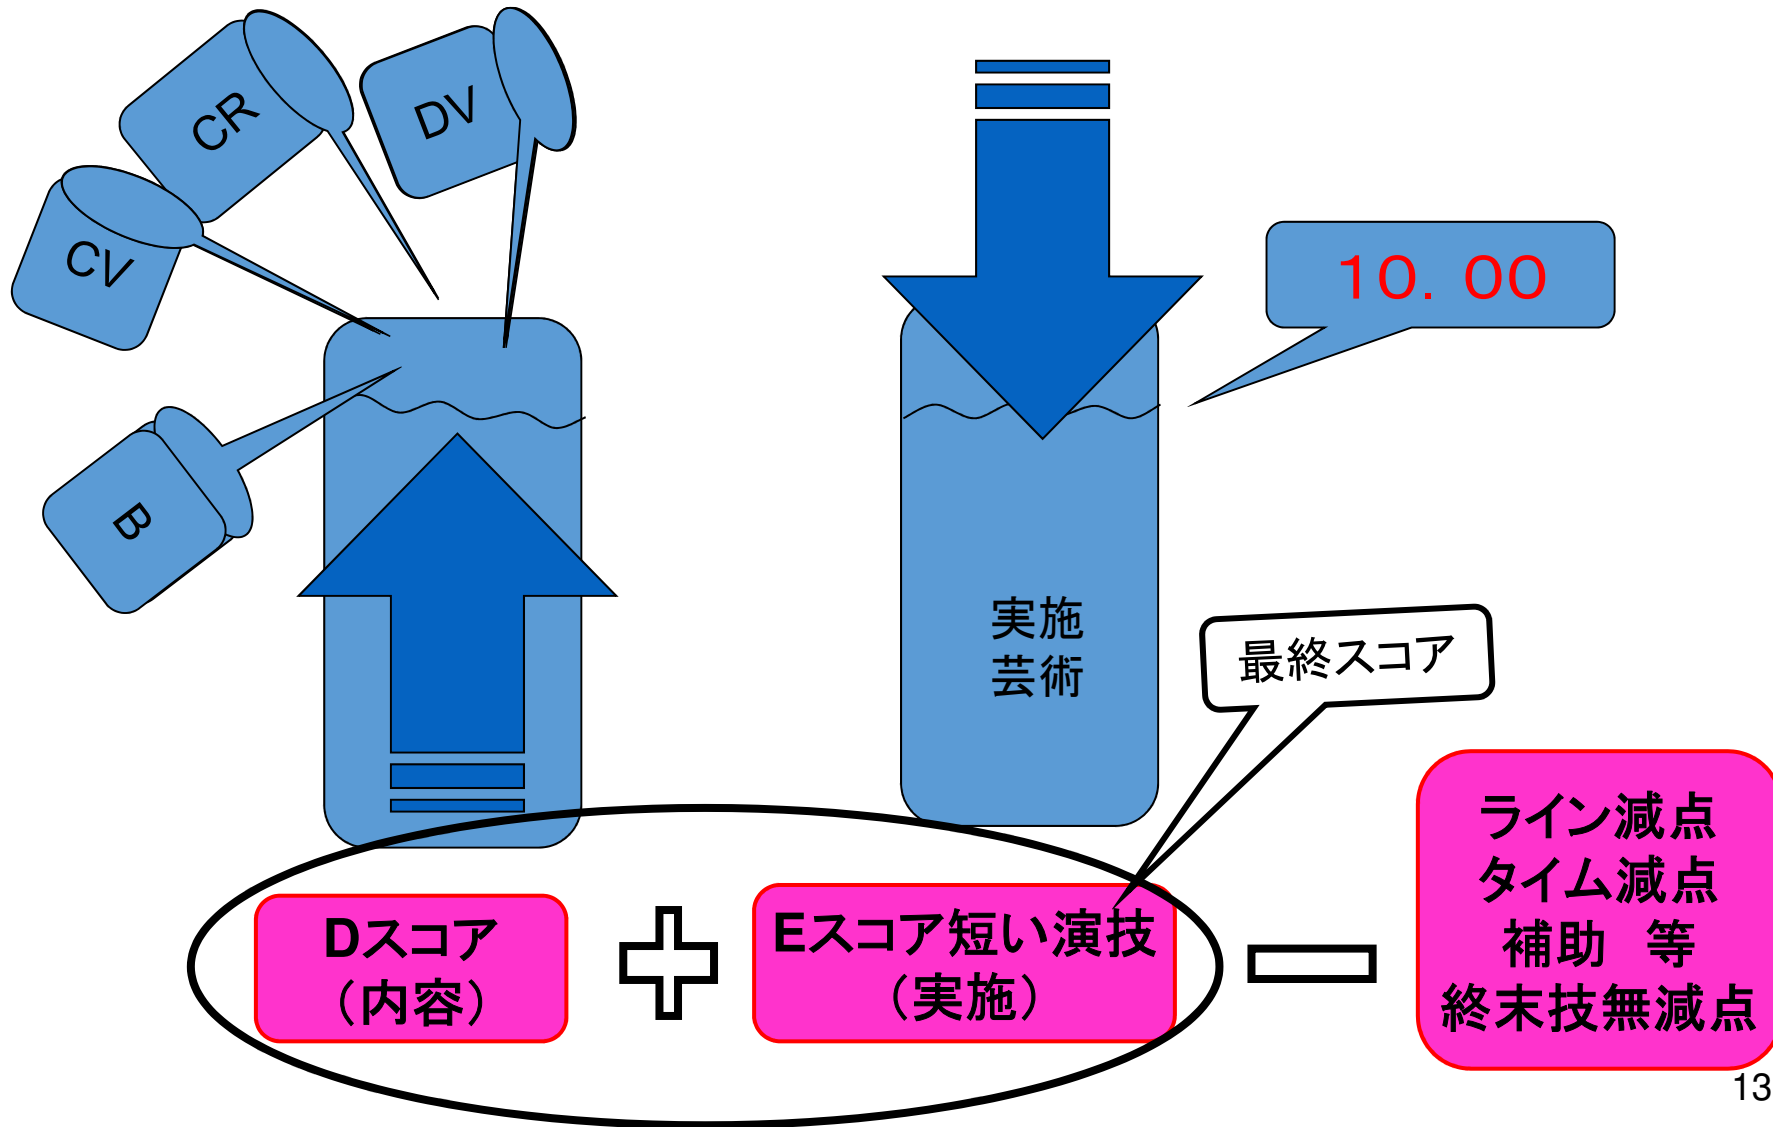 CR
DV
CV
B
10.00
実施
芸術
最終スコア
Dスコア
（内容）
Eスコア短い演技
（実施）
ライン減点
タイム減点
補助　等
終末技無減点
13